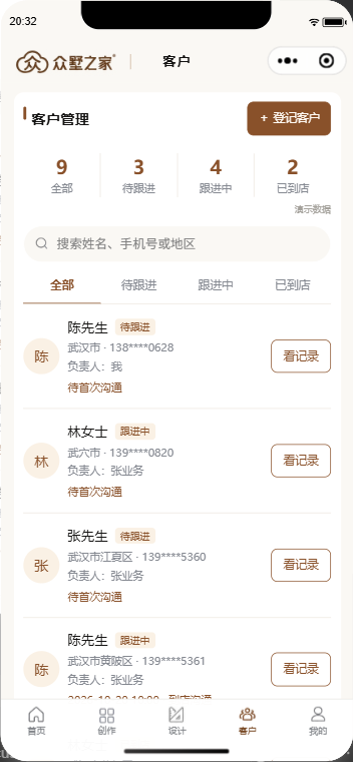 20:32
众墅之家
客户
客户管理
+ 登记客户
9
3
4
2
全部
待跟进
跟进中
已到店
演示数据
搜索姓名、手机号或地区
全部
待跟进
跟进中
已到店
陈先生 待跟进
陈
武汉市 · 138****0628
看记录
负责人：我
待首次沟通
林女士 跟进中
林
武穴市 · 139****0820
看记录
负责人：张业务
待首次沟通
张先生 待跟进
张
武汉市江夏区 · 139****5360
看记录
负责人：张业务
待首次沟通
陈先生 跟进中
陈
武汉市黄陂区 · 139****5361
看记录
负责人：张业务
首页
创作
设计
客户
我的